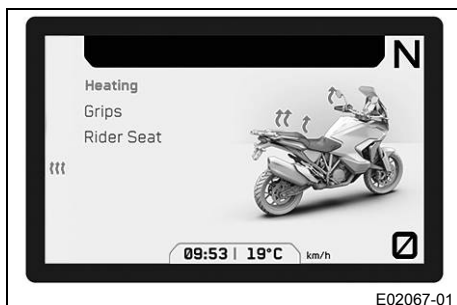 N
Heating
Grips
Rider Seat
09:53 | 19°C km/h
0
E02067-01